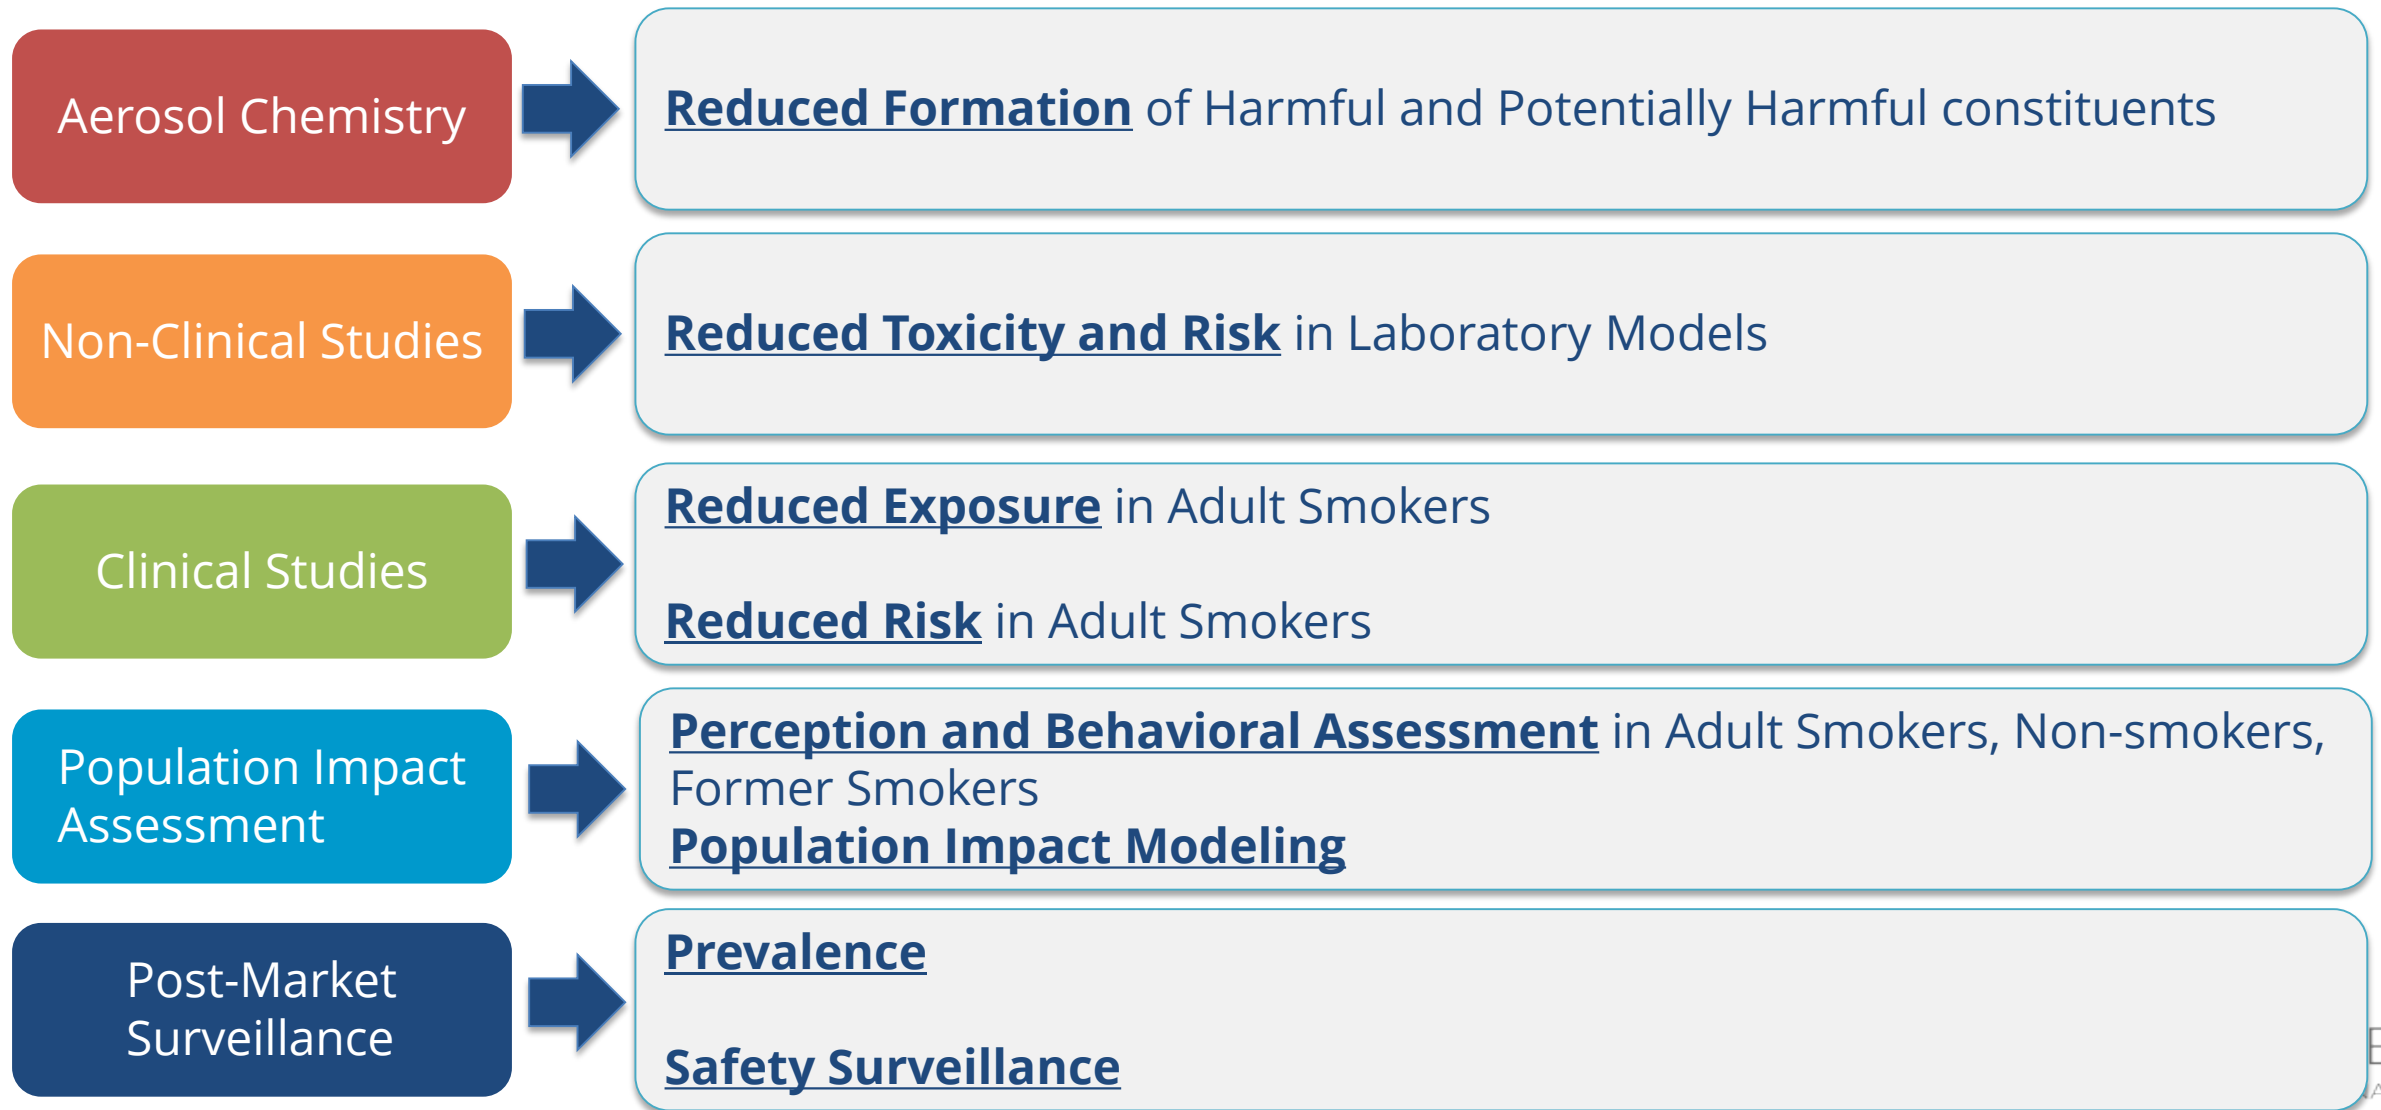 Aerosol Chemistry
Reduced Formation of Harmful and Potentially Harmful constituents
Non-Clinical Studies
Reduced Toxicity and Risk in Laboratory Models
Clinical Studies
Reduced Exposure in Adult Smokers
Reduced Risk in Adult Smokers
Population Impact
Assessment
Perception and Behavioral Assessment in Adult Smokers, Non-smokers,
Former Smokers
Population Impact Modeling
Post-Market
Surveillance
Prevalence
Safety Surveillance